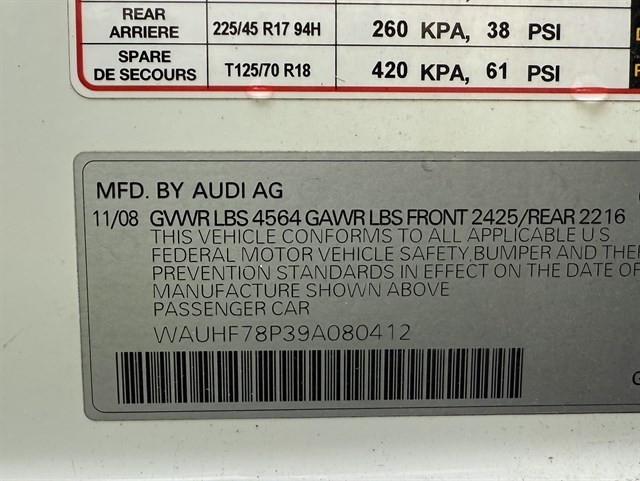 REAR
ARRIERE 225/45 R17 94H 260 KPA, 38 PSI
SPARE
DE SECOURS T125/70 R18 420 KPA, 61 PSI
MFD. BY AUDI AG
11/08 GVWR LBS 4564 GAWR LBS FRONT 2425/REAR 2216
THIS VEHICLE CONFORMS TO ALL APPLICABLE U S
FEDERAL MOTOR VEHICLE SAFETY,BUMPER AND THE
PREVENTION STANDARDS IN EFFECT ON THE DATE OF
MANUFACTURE SHOWN ABOVE
PASSENGER CAR
WAUHF78P39A080412